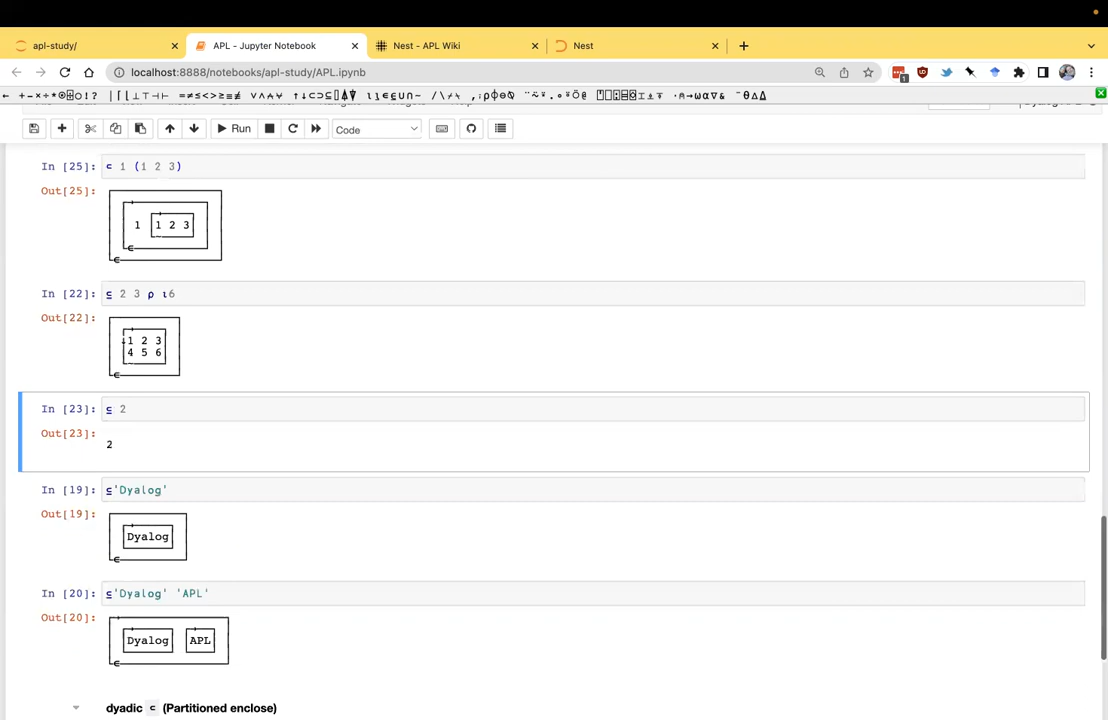 apl-study/
APL - Jupyter Notebook
Nest - APL Wiki
Nest
localhost:8888/notebooks/apl-study/APL.ipynb
Run
Code
In [25]: ⊂ 1 (1 2 3)
Out[25]:
1 1 2 3
In [22]: ⊆ 2 3 ⍴ ⍳6
Out[22]:
1 2 3
4 5 6
In [23]: ⊆ 2
Out[23]:
2
In [19]: ⊆'Dyalog'
Out[19]:
Dyalog
In [20]: ⊆'Dyalog' 'APL'
Out[20]:
Dyalog APL
dyadic ⊂ (Partitioned enclose)